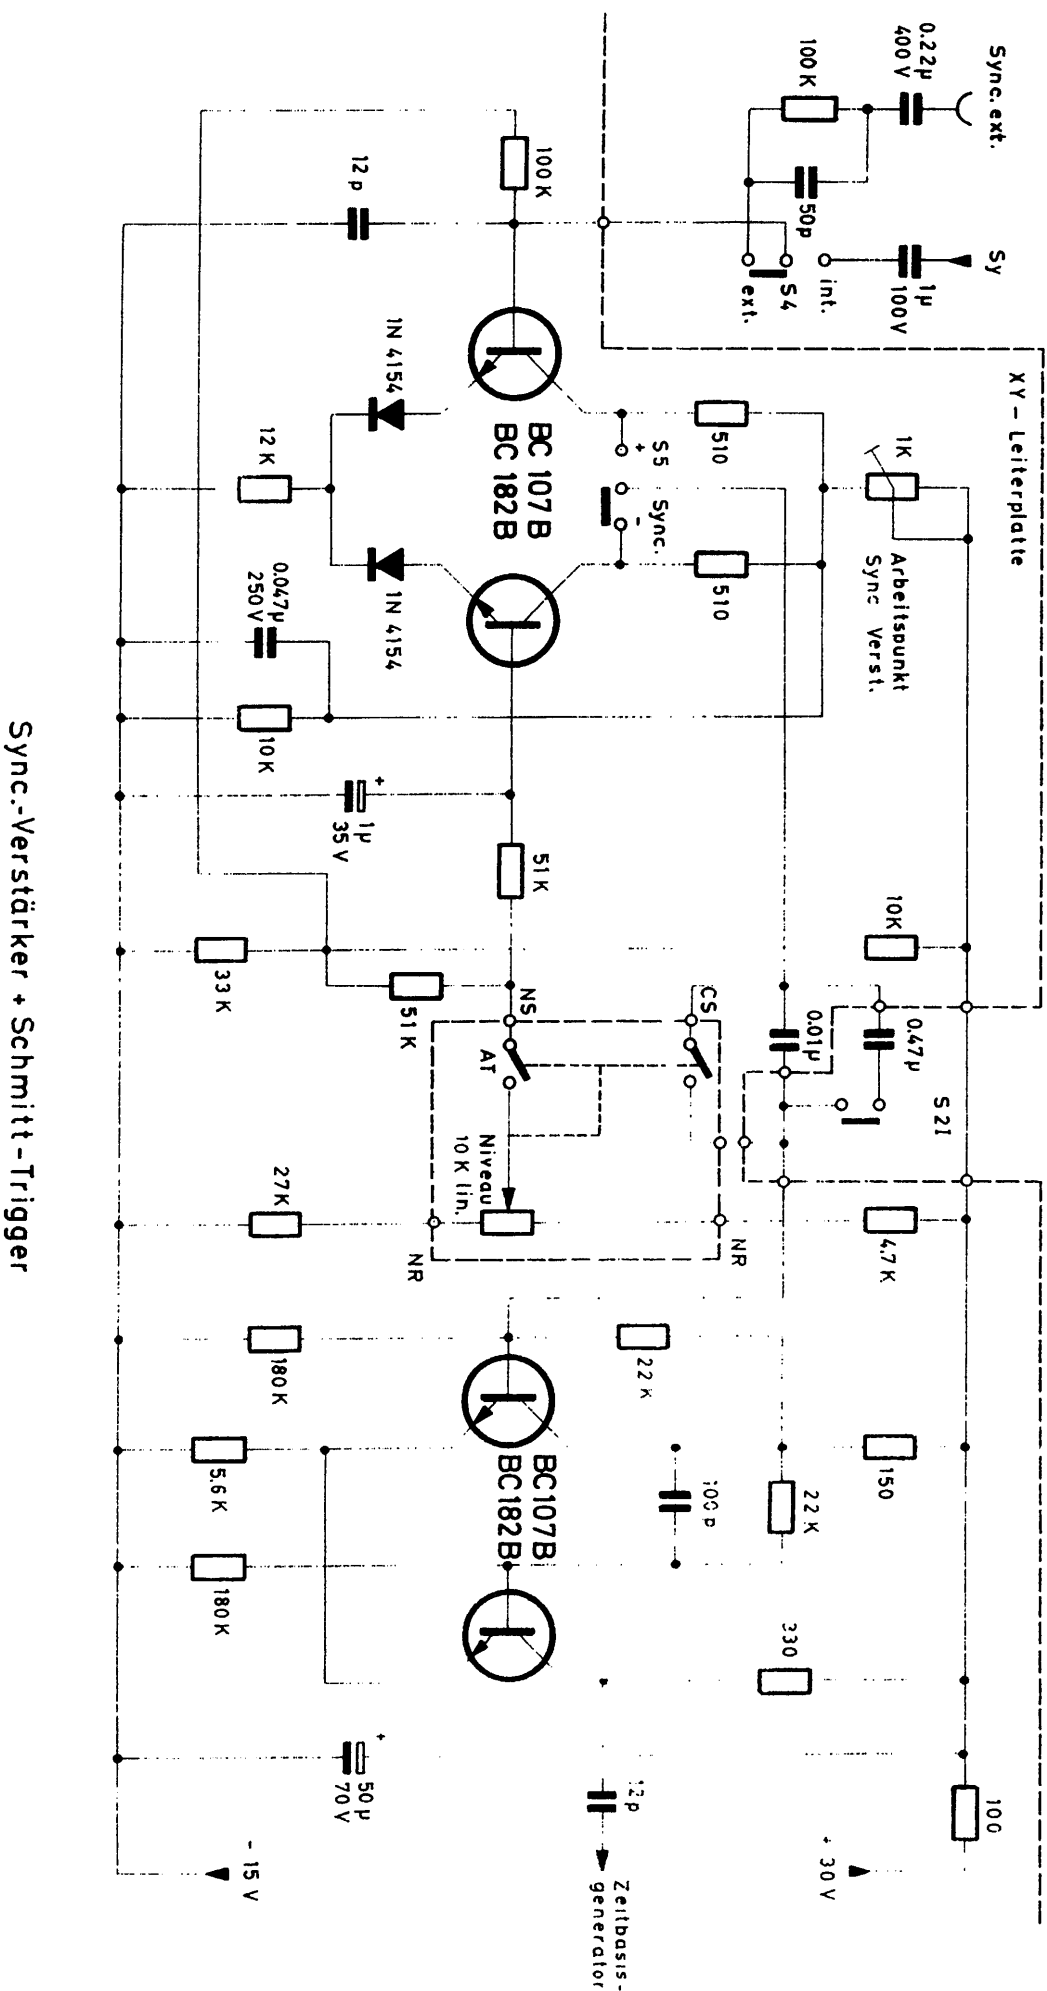 Sync. ext.
0.22µ
400 V
100 K
50p
Sy
1µ
100V
int.
S4
ext.
XY - Leiterplatte
100 K
12 p
1N 4154
BC 107 B
BC 182 B
510
S5
+
Sync.
-
510
1K
Arbeitspunkt
Sync Verst.
12 K
1N 4154
0.047µ
250 V
10 K
+
1µ
35 V
51 K
10K
33 K
51 K
NS
CS
AT
0.01µ
0.47µ
S 2I
Niveau
10 K lin.
NR
NR
27 K
4.7 K
180 K
22 K
5.6 K
BC107B
BC182B
100 p
22 K
150
180 K
330
+
50 µ
70 V
12p
100
- 15 V
+ 30 V
Zeitbasis-
generator
Sync.-Verstärker + Schmitt-Trigger